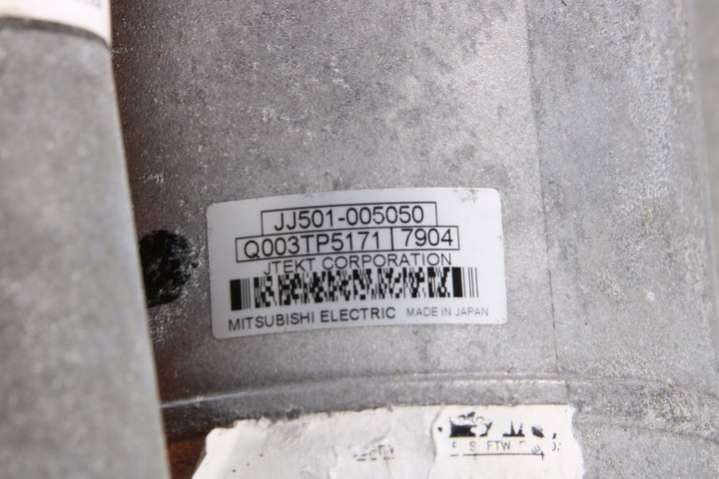 JJ501-005050
Q003TP5171 7904
JTEKT CORPORATION
MITSUBISHI ELECTRIC MADE IN JAPAN